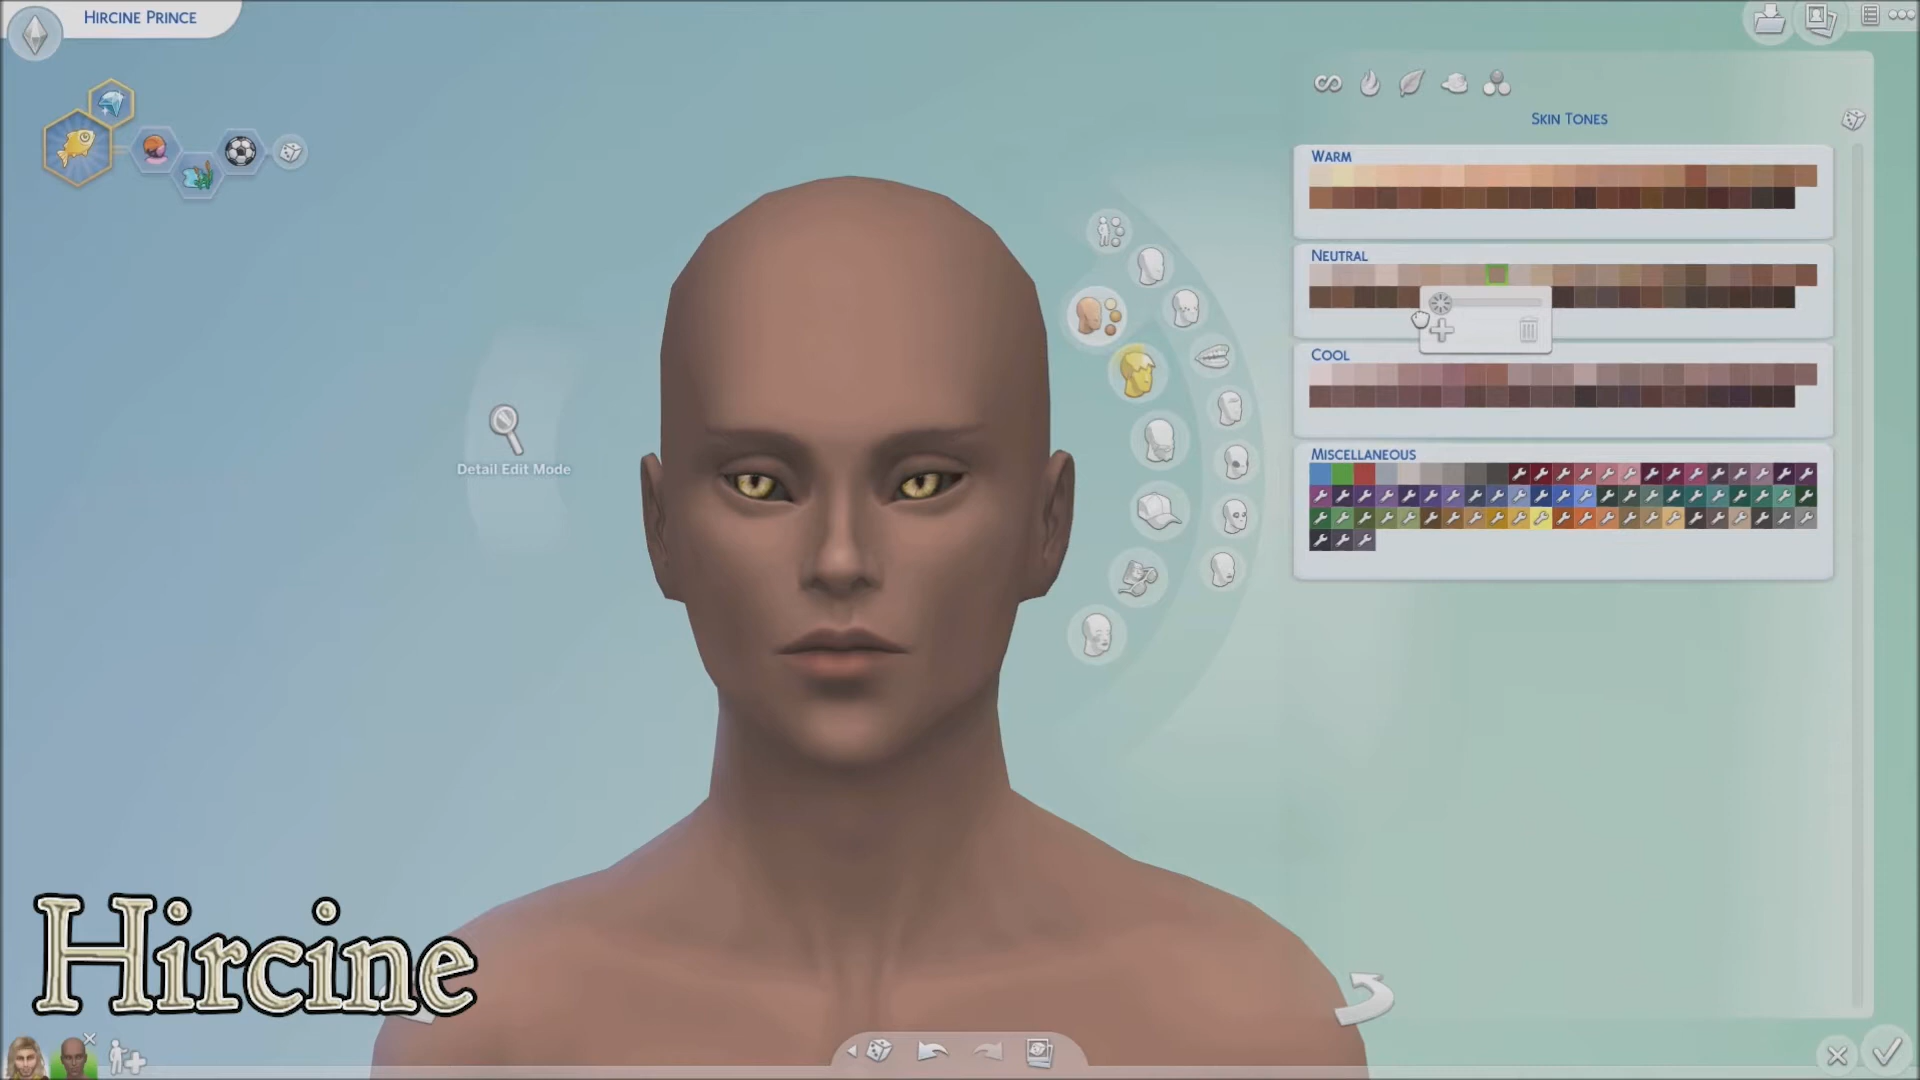 Hircine Prince
Skin Tones
Warm
Neutral
Cool
Detail Edit Mode
Miscellaneous
Hircine